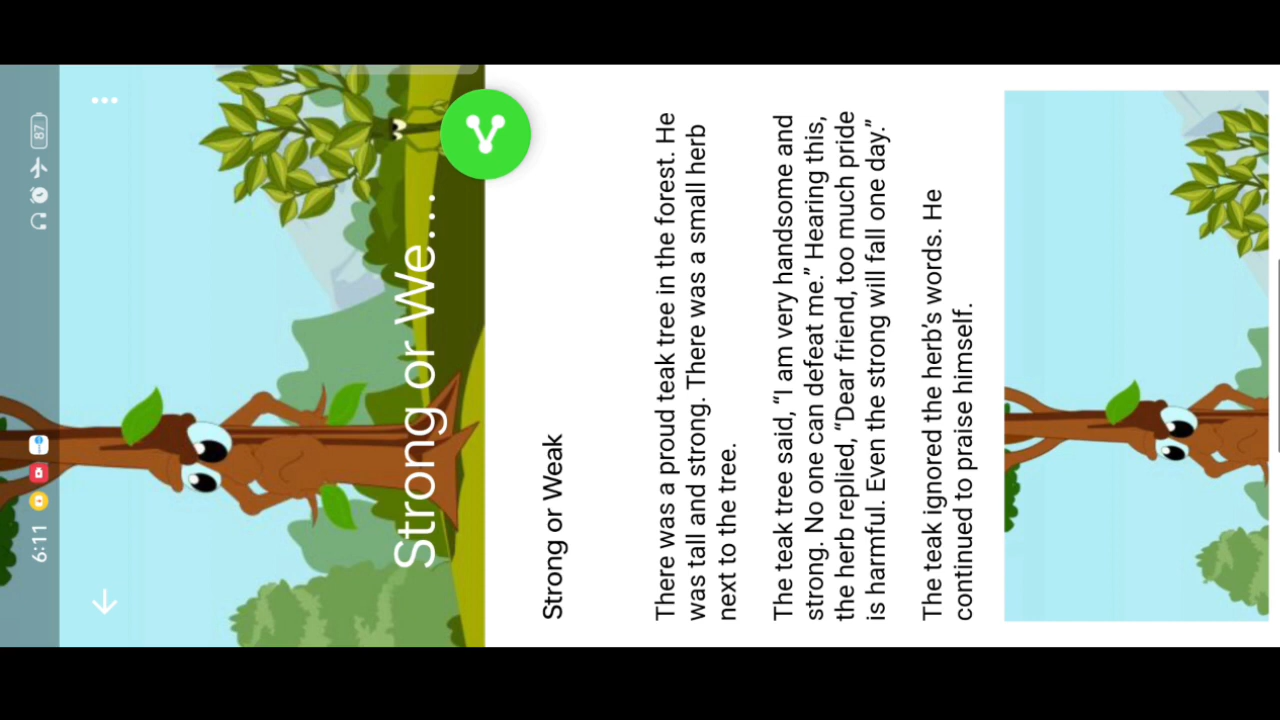 6:11
87
Strong or We...
Strong or Weak
There was a proud teak tree in the forest. He
was tall and strong. There was a small herb
next to the tree.
The teak tree said, “I am very handsome and
strong. No one can defeat me.” Hearing this,
the herb replied, “Dear friend, too much pride
is harmful. Even the strong will fall one day.”
The teak ignored the herb’s words. He
continued to praise himself.